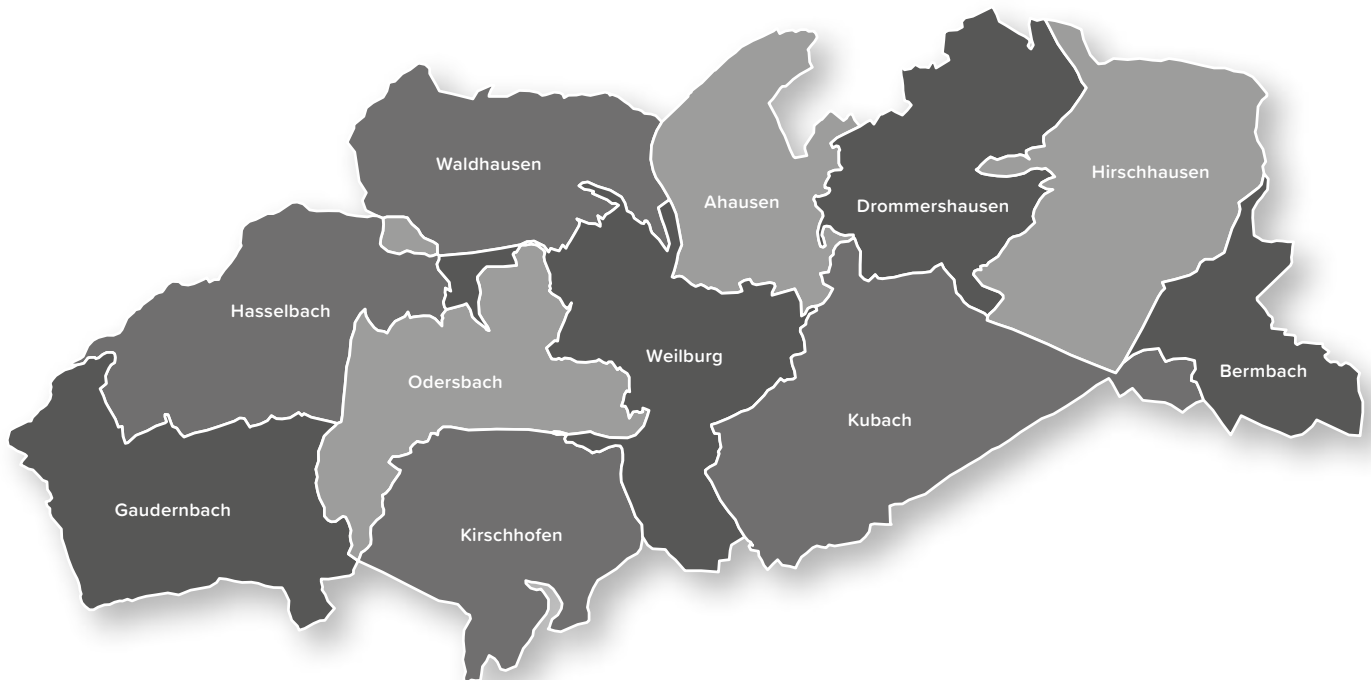 Waldhausen
Ahausen
Drommershausen
Hirschhausen
Hasselbach
Weilburg
Odersbach
Bermbach
Kubach
Gaudernbach
Kirschhofen